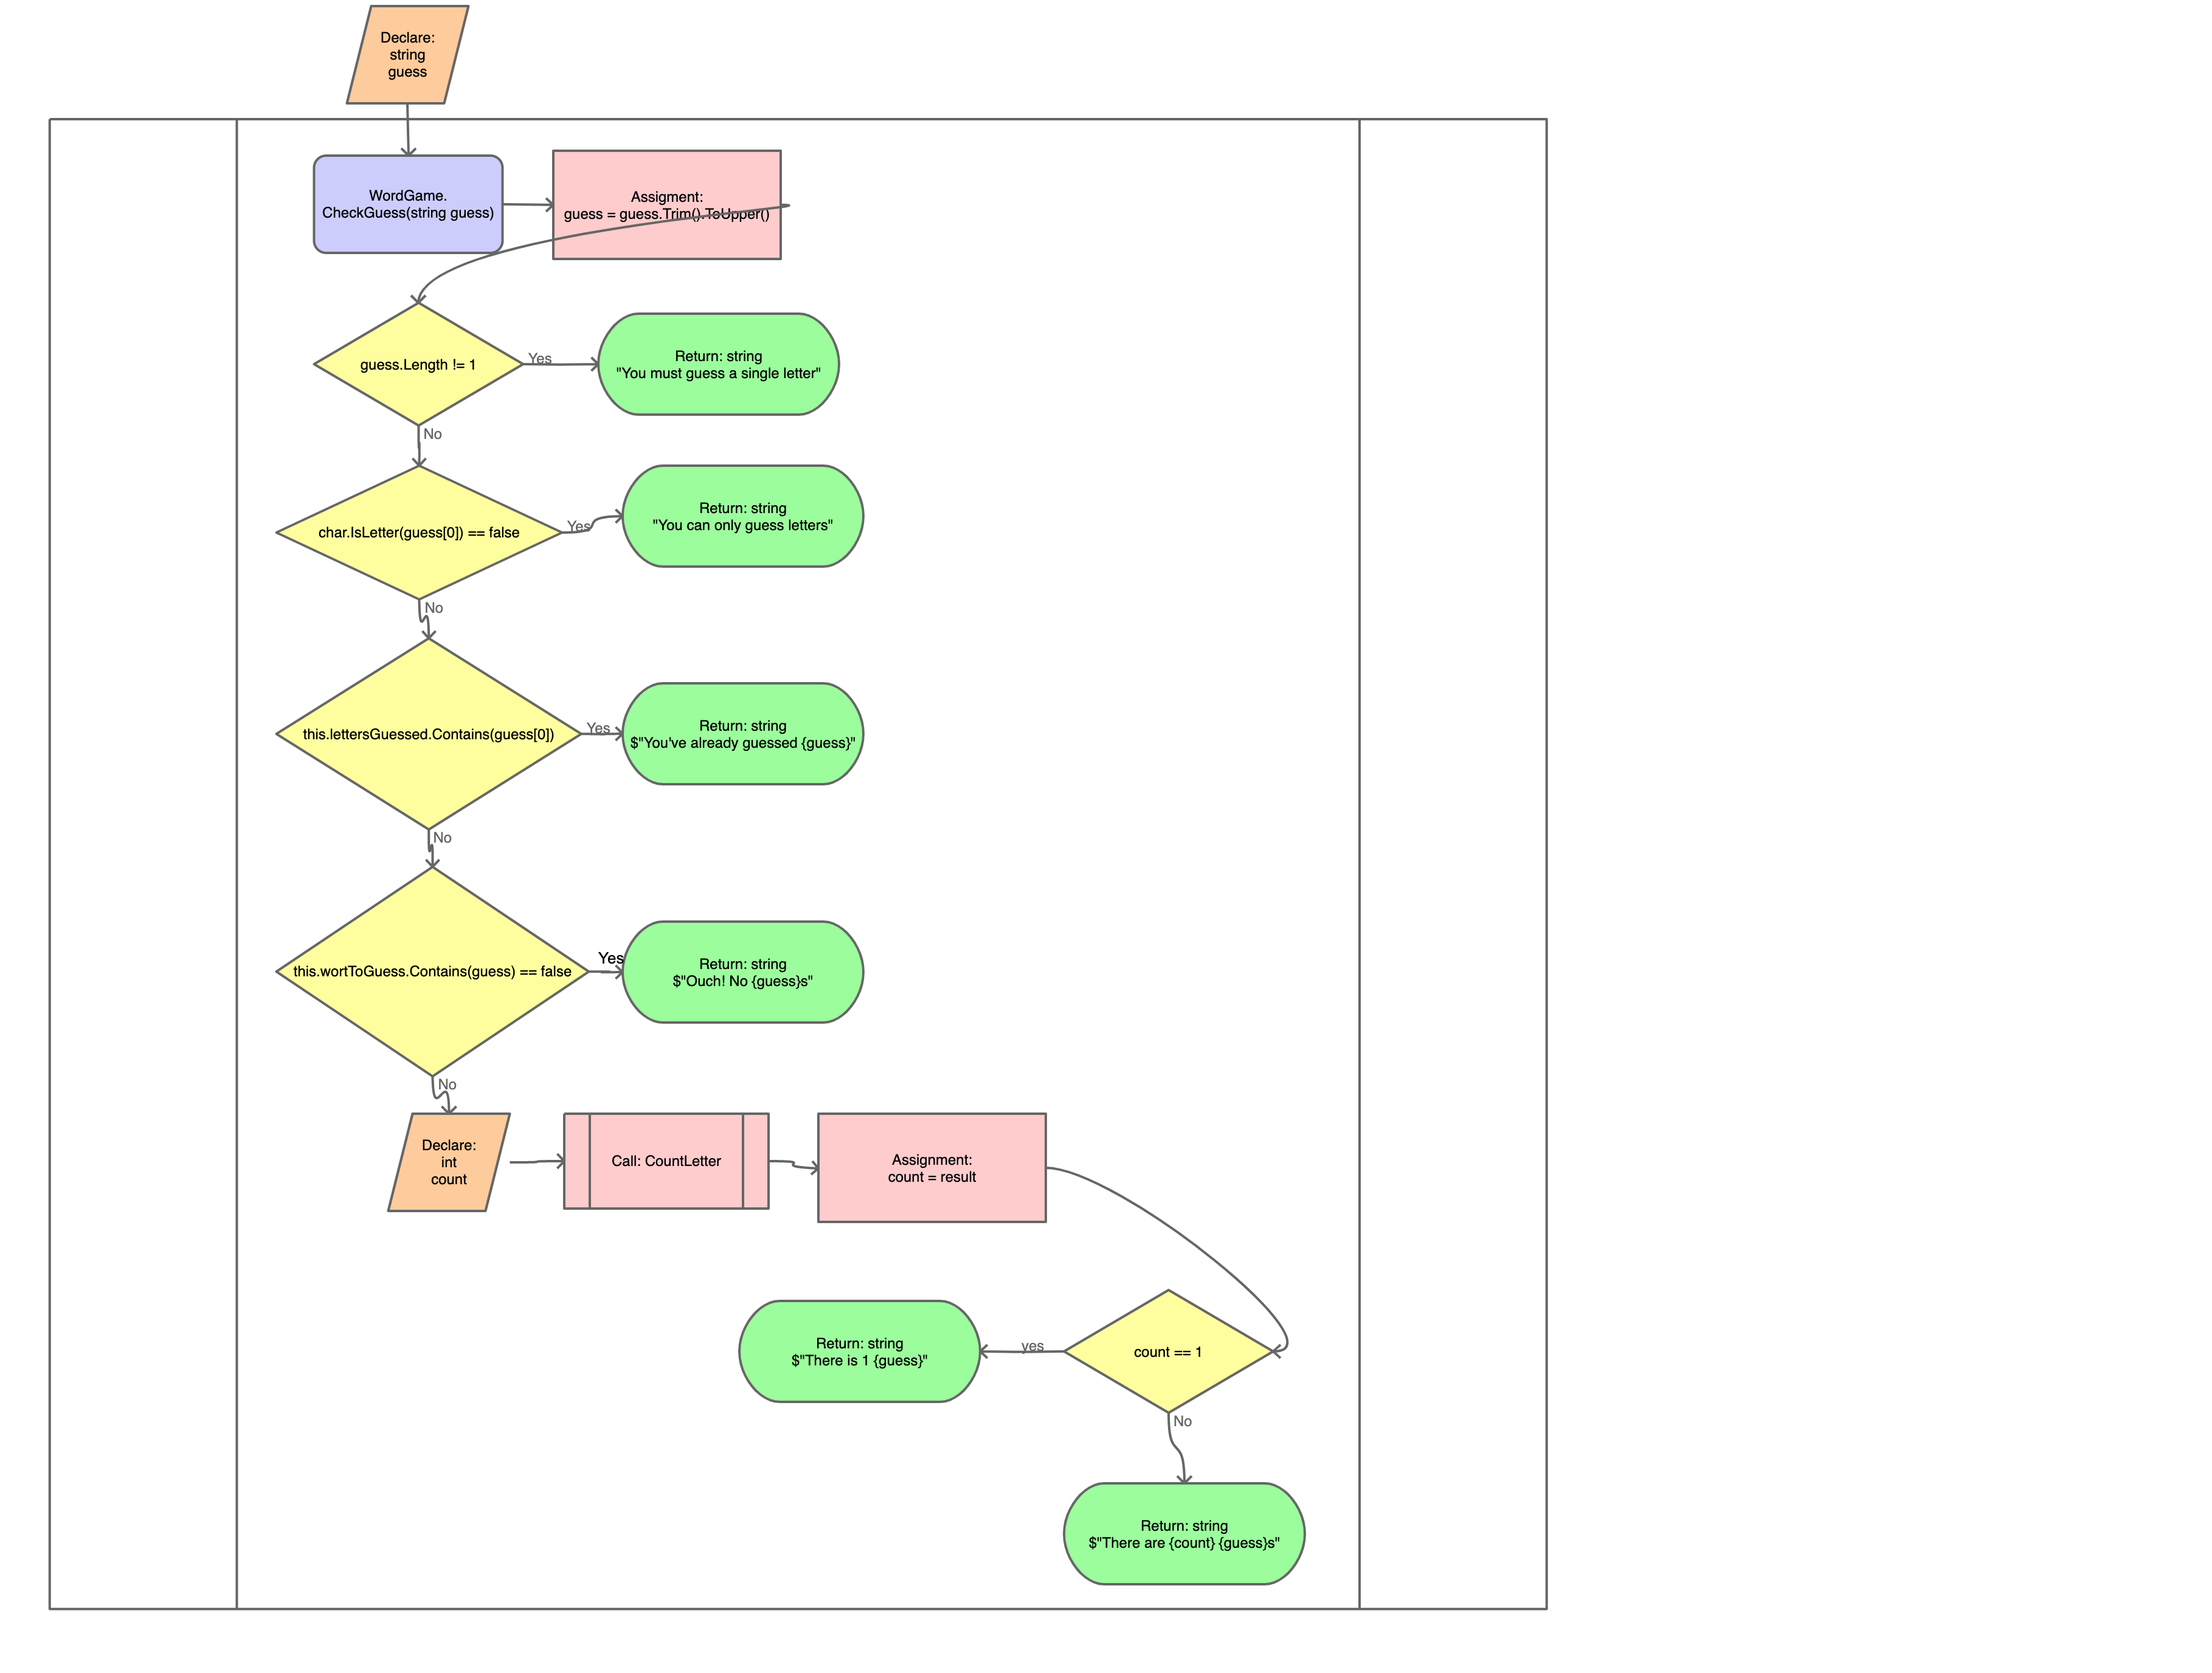 Declare:
string
guess
WordGame.
CheckGuess(string guess)
Assigment:
guess = guess.Trim().ToUpper()
guess.Length != 1
Yes
Return: string
"You must guess a single letter"
No
char.IsLetter(guess[0]) == false
Yes
Return: string
"You can only guess letters"
No
this.lettersGuessed.Contains(guess[0])
Yes
Return: string
$"You've already guessed {guess}"
No
this.wortToGuess.Contains(guess) == false
Yes
Return: string
$"Ouch! No {guess}s"
No
Declare:
int
count
Call: CountLetter
Assignment:
count = result
count == 1
yes
Return: string
$"There is 1 {guess}"
No
Return: string
$"There are {count} {guess}s"